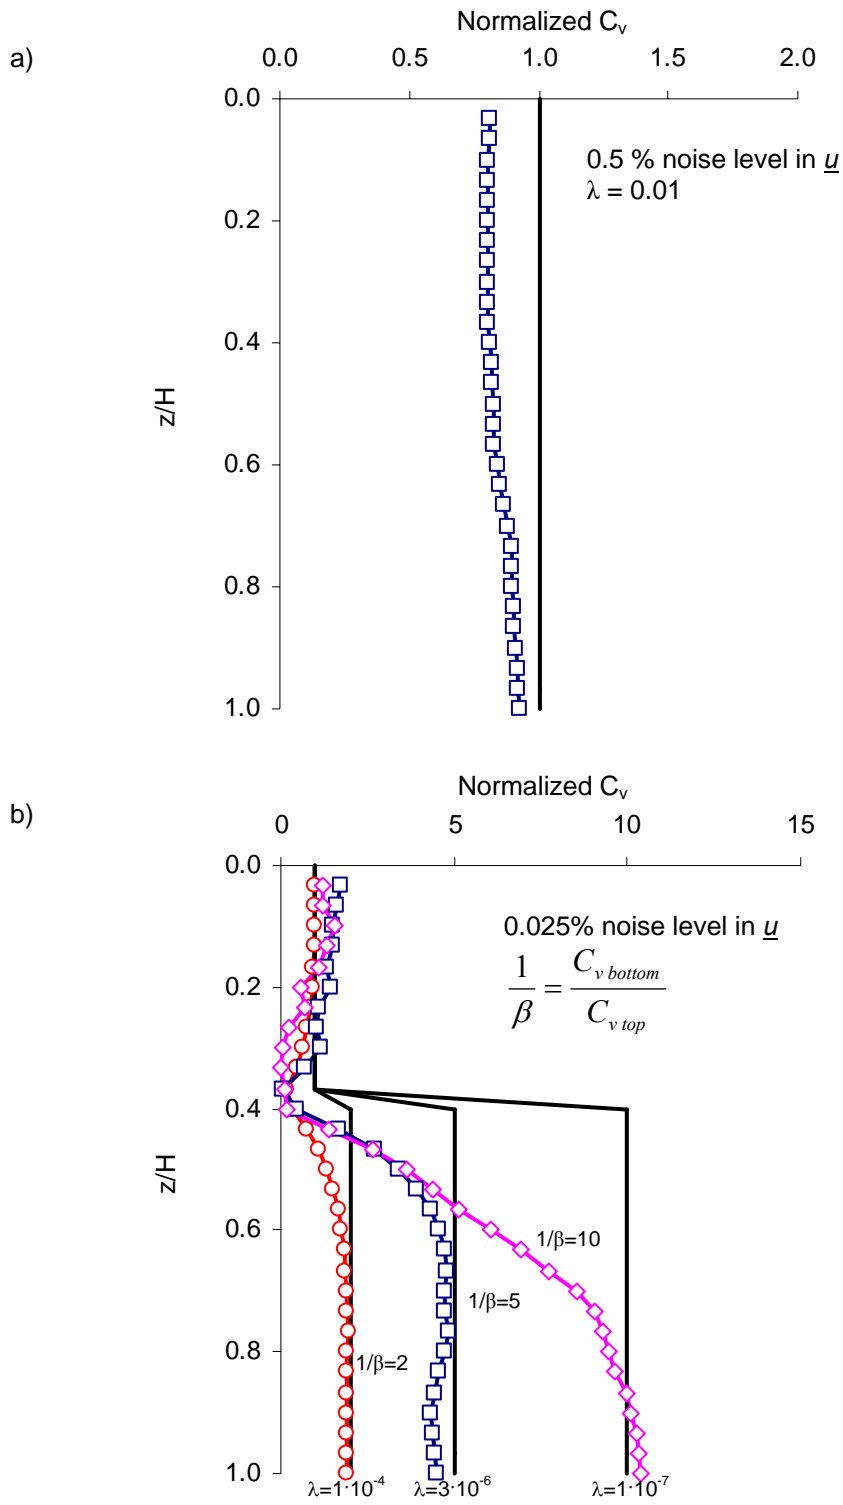 a)
Normalized Cv
0.0 0.5 1.0 1.5 2.0
0.0
0.2
0.4
0.6
0.8
1.0
z/H
0.5 % noise level in u
λ = 0.01
b)
Normalized Cv
0 5 10 15
0.0
0.2
0.4
0.6
0.8
1.0
z/H
0.025% noise level in u
1/β = Cv bottom/Cv top
1/β=10
1/β=5
1/β=2
λ=1·10-4 λ=3·10-6 λ=1·10-7